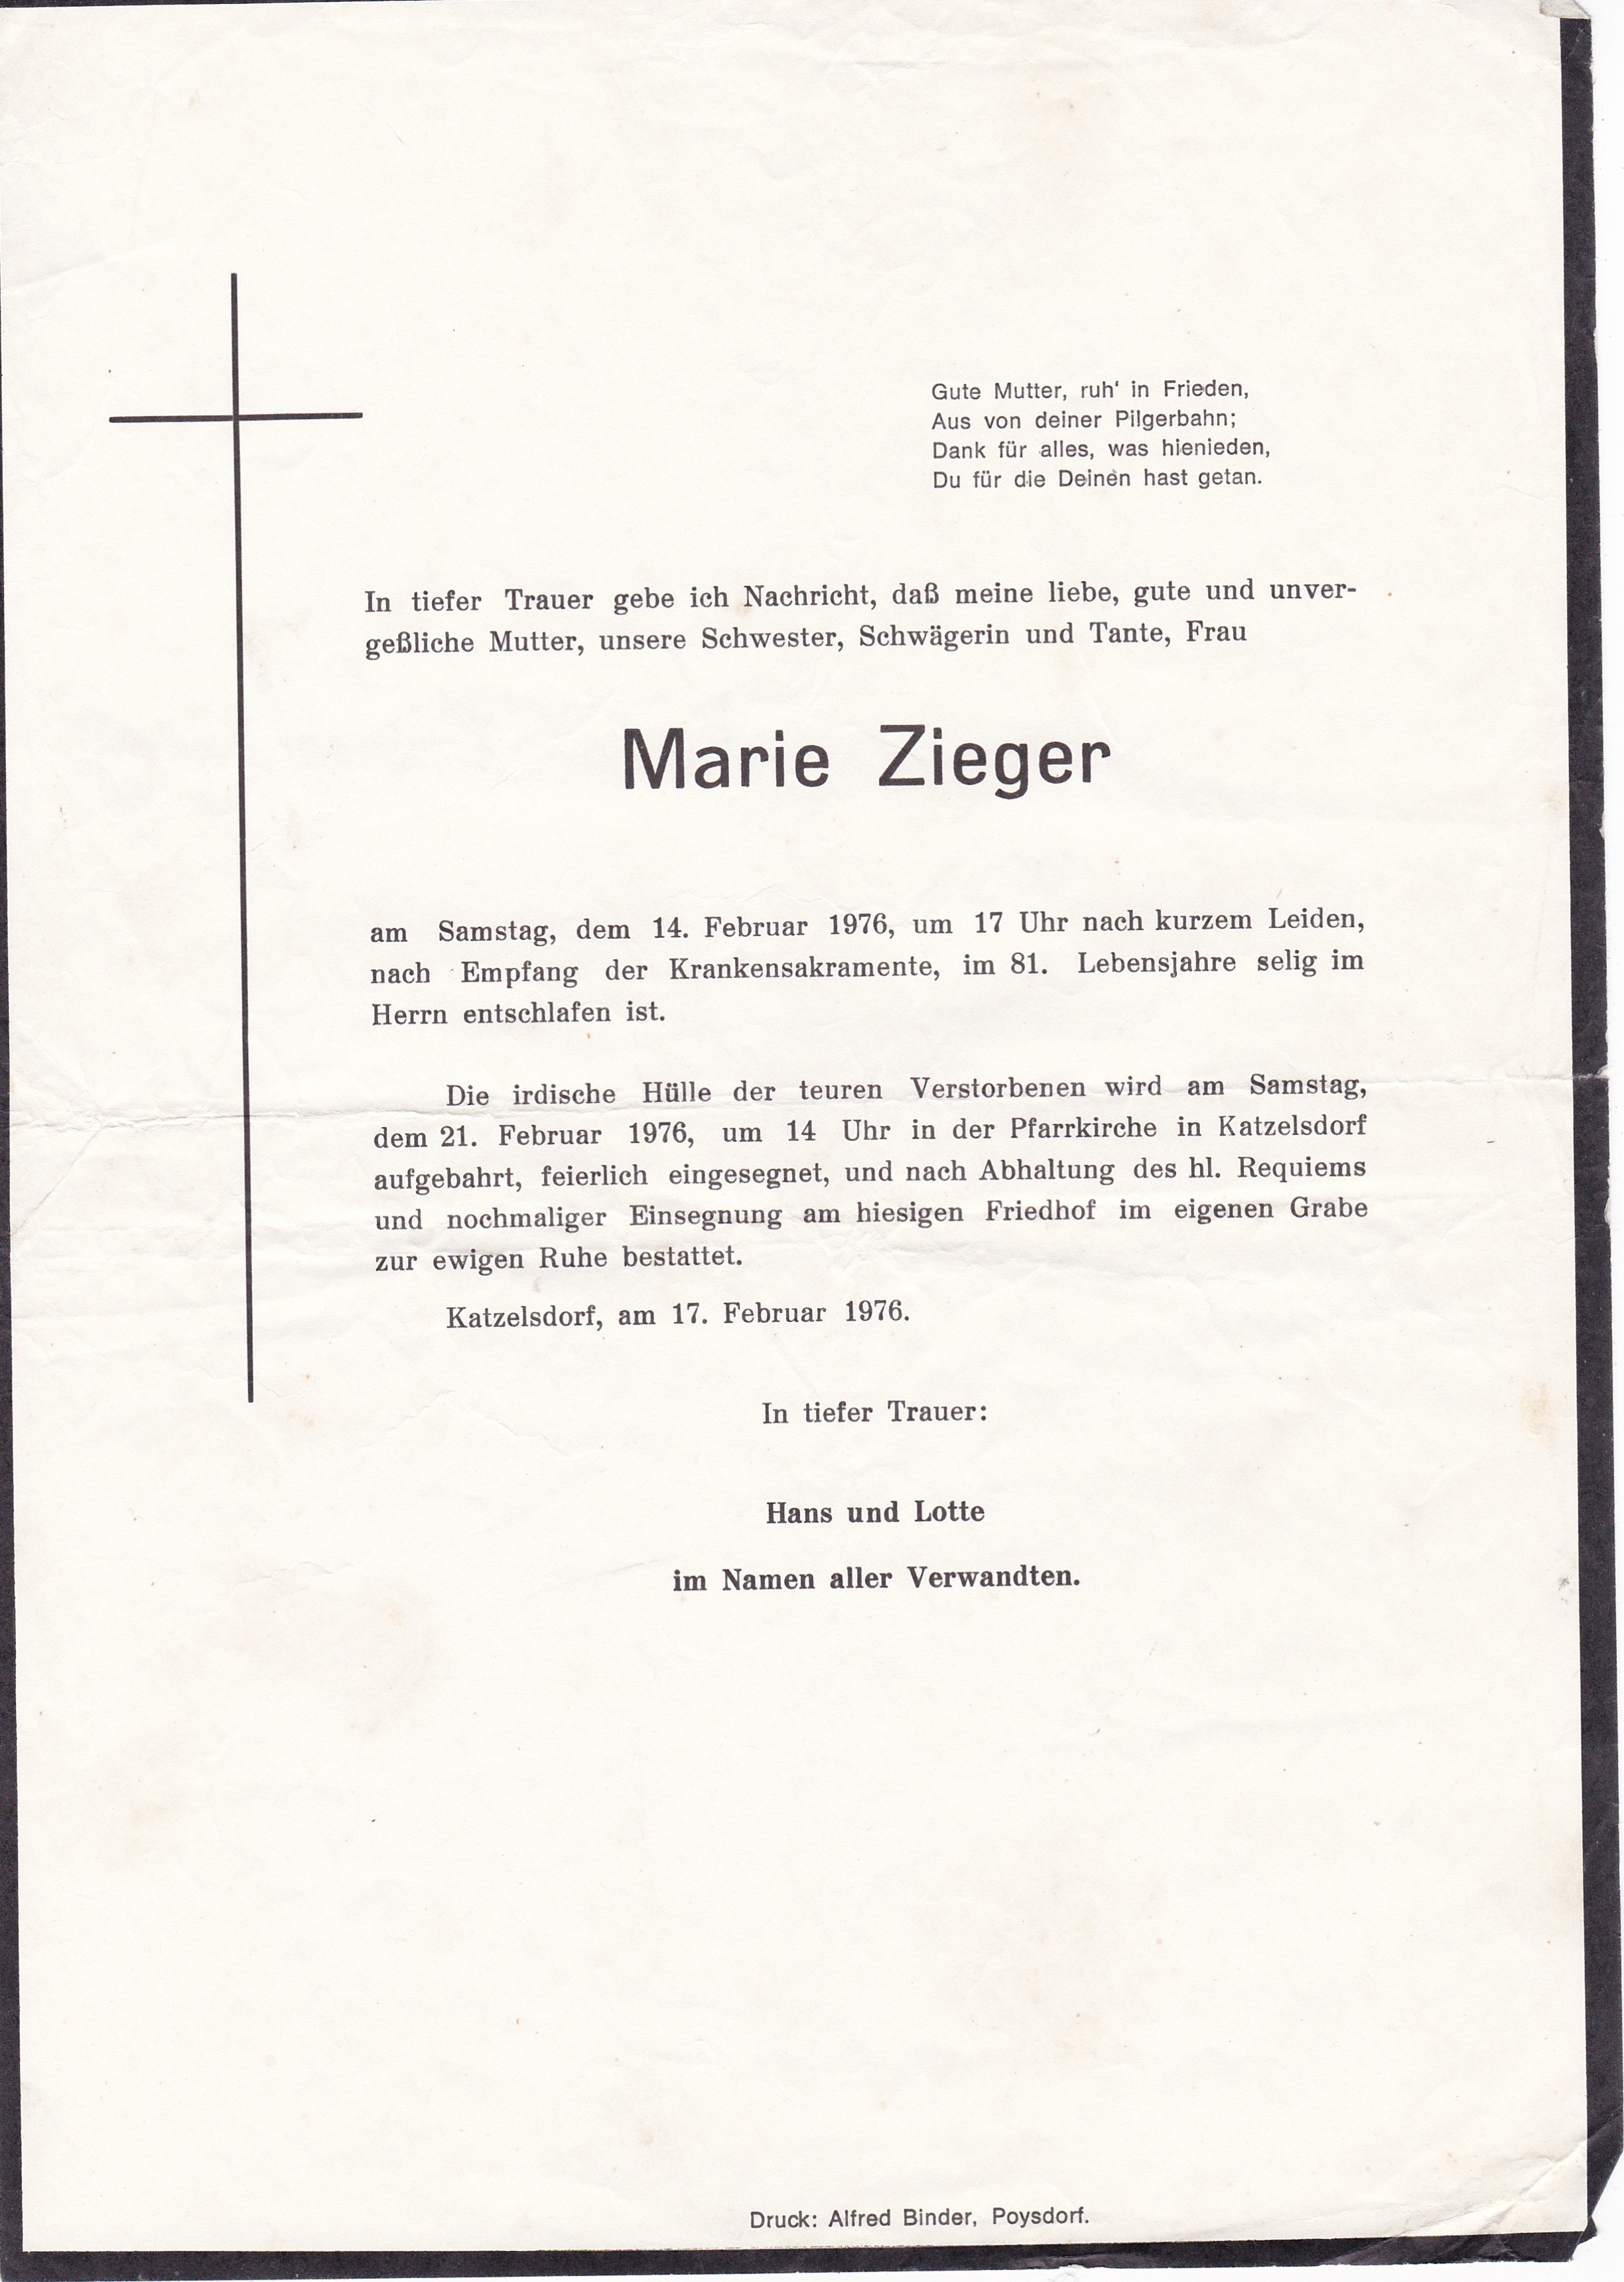 Gute Mutter, ruh' in Frieden,
Aus von deiner Pilgerbahn;
Dank für alles, was hienieden,
Du für die Deinen hast getan.
In tiefer Trauer gebe ich Nachricht, daß meine liebe, gute und unver-
geßliche Mutter, unsere Schwester, Schwägerin und Tante, Frau
Marie Zieger
am Samstag, dem 14. Februar 1976, um 17 Uhr nach kurzem Leiden,
nach Empfang der Krankensakramente, im 81. Lebensjahre selig im
Herrn entschlafen ist.
Die irdische Hülle der teuren Verstorbenen wird am Samstag,
dem 21. Februar 1976, um 14 Uhr in der Pfarrkirche in Katzelsdorf
aufgebahrt, feierlich eingesegnet, und nach Abhaltung des hl. Requiems
und nochmaliger Einsegnung am hiesigen Friedhof im eigenen Grabe
zur ewigen Ruhe bestattet.
Katzelsdorf, am 17. Februar 1976.
In tiefer Trauer:
Hans und Lotte
im Namen aller Verwandten.
Druck: Alfred Binder, Poysdorf.